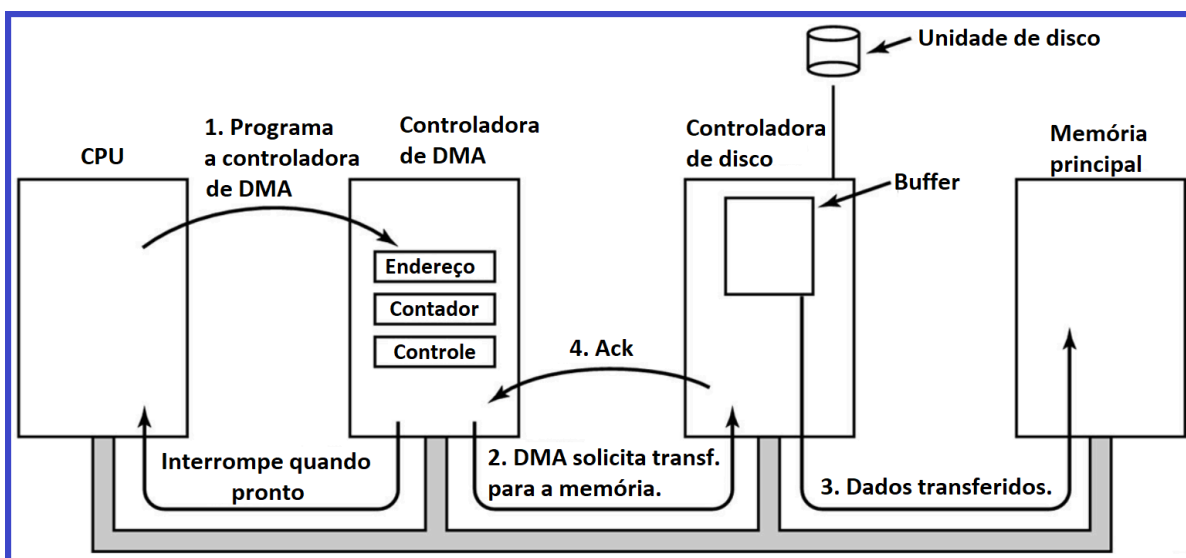 Unidade de disco
1. Programa
a controladora
de DMA
CPU
Controladora
de DMA
Controladora
de disco
Memória
principal
Buffer
Endereço
Contador
Controle
4. Ack
Interrompe quando
pronto
2. DMA solicita transf.
para a memória.
3. Dados transferidos.